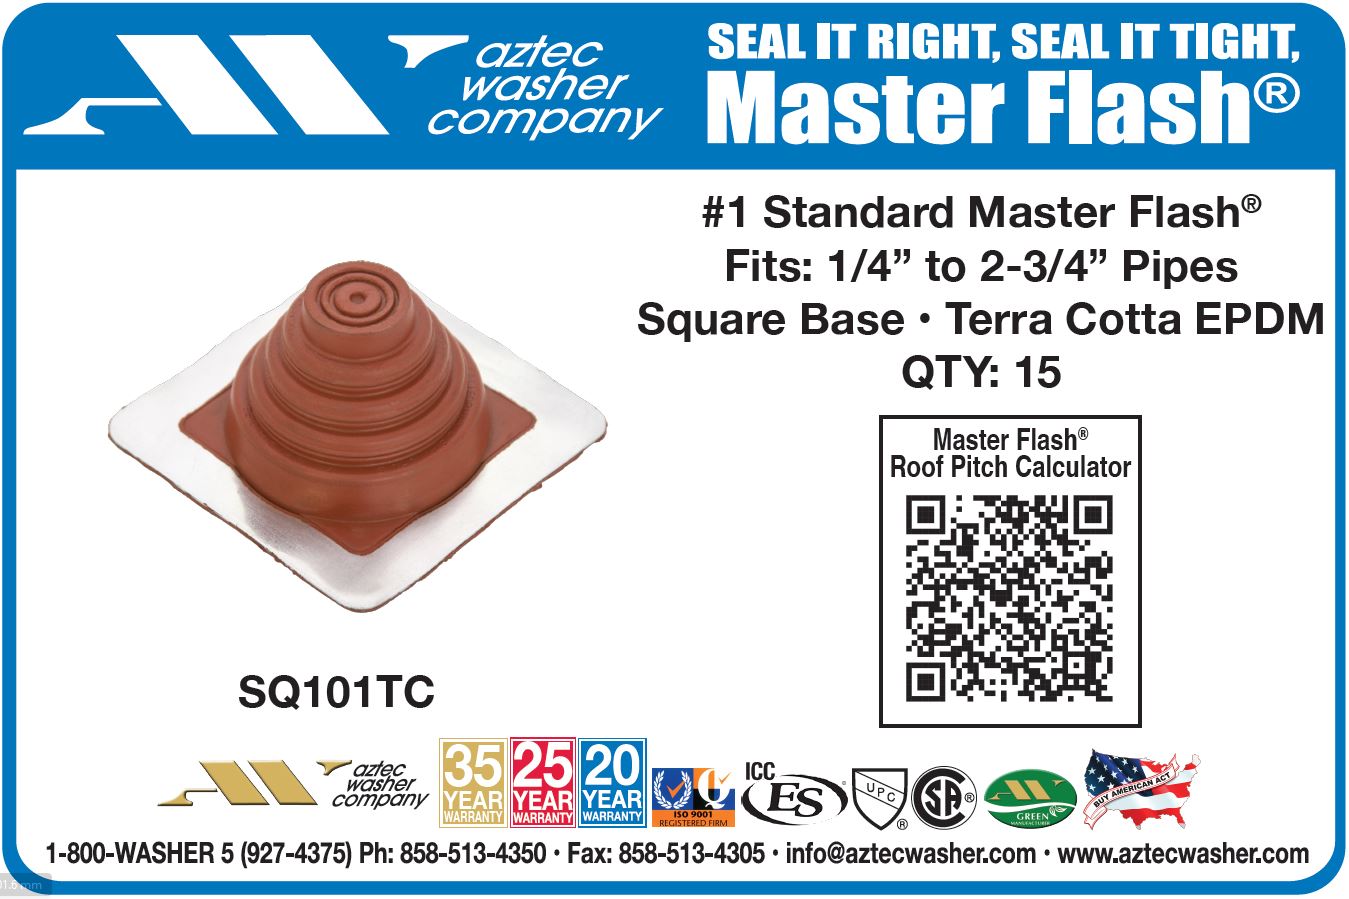 aztec
washer
company
SEAL IT RIGHT, SEAL IT TIGHT,
Master Flash®
#1 Standard Master Flash®
Fits: 1/4” to 2-3/4” Pipes
Square Base • Terra Cotta EPDM
QTY: 15
Master Flash®
Roof Pitch Calculator
SQ101TC
aztec
washer
company
35
YEAR
WARRANTY
25
YEAR
WARRANTY
20
YEAR
WARRANTY
Q
ISO 9001
REGISTERED FIRM
ICC
ES®
UPC
®
CSA®
GREEN
MANUFACTURER
BUY AMERICAN ACT
1-800-WASHER 5 (927-4375) Ph: 858-513-4350 • Fax: 858-513-4305 • info@aztecwasher.com • www.aztecwasher.com